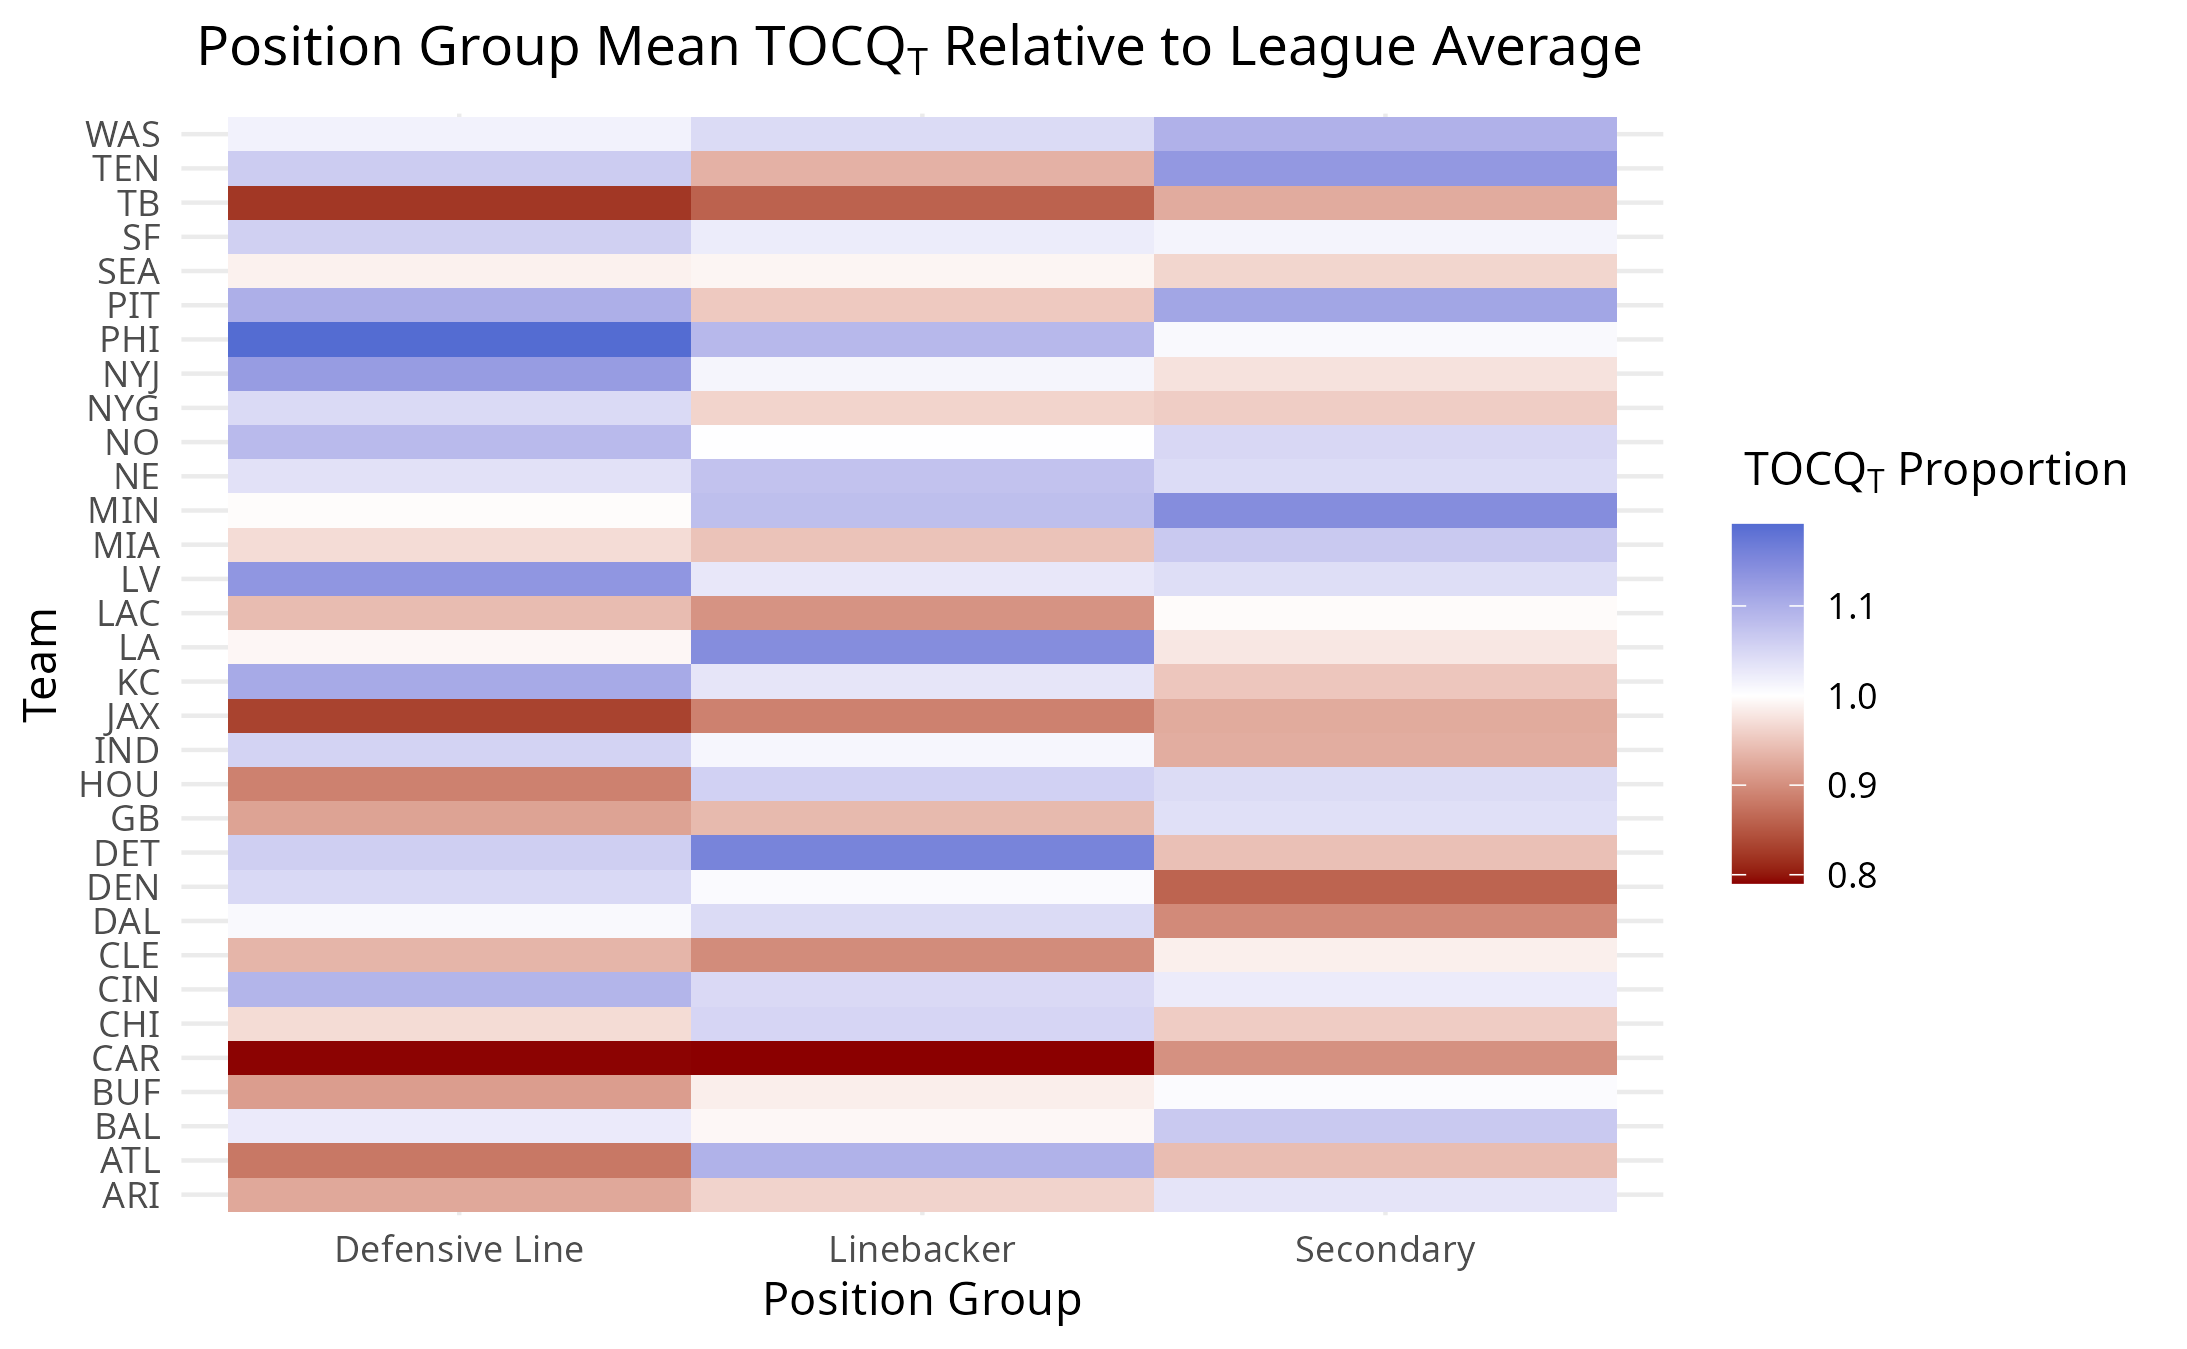 Position Group Mean TOCQT Relative to League Average
WAS
TEN
TB
SF
SEA
PIT
PHI
NYJ
NYG
NO
NE
MIN
MIA
LV
LAC
LA
KC
JAX
IND
HOU
GB
DET
DEN
DAL
CLE
CIN
CHI
CAR
BUF
BAL
ATL
ARI
Team
Defensive Line
Linebacker
Secondary
Position Group
TOCQT Proportion
1.1
1.0
0.9
0.8